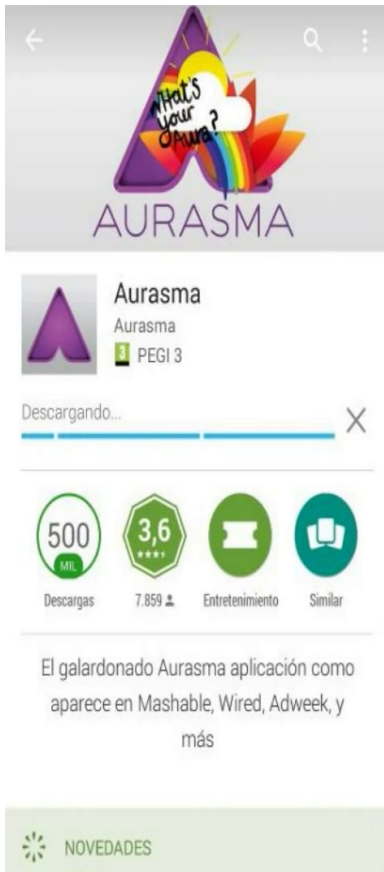 What's
your
Aura?
AURASMA
Aurasma
Aurasma
3 PEGI 3
Descargando...
500
MIL
3,6
Descargas
7.859
Entretenimiento
Similar
El galardonado Aurasma aplicación como
aparece en Mashable, Wired, Adweek, y
más
NOVEDADES